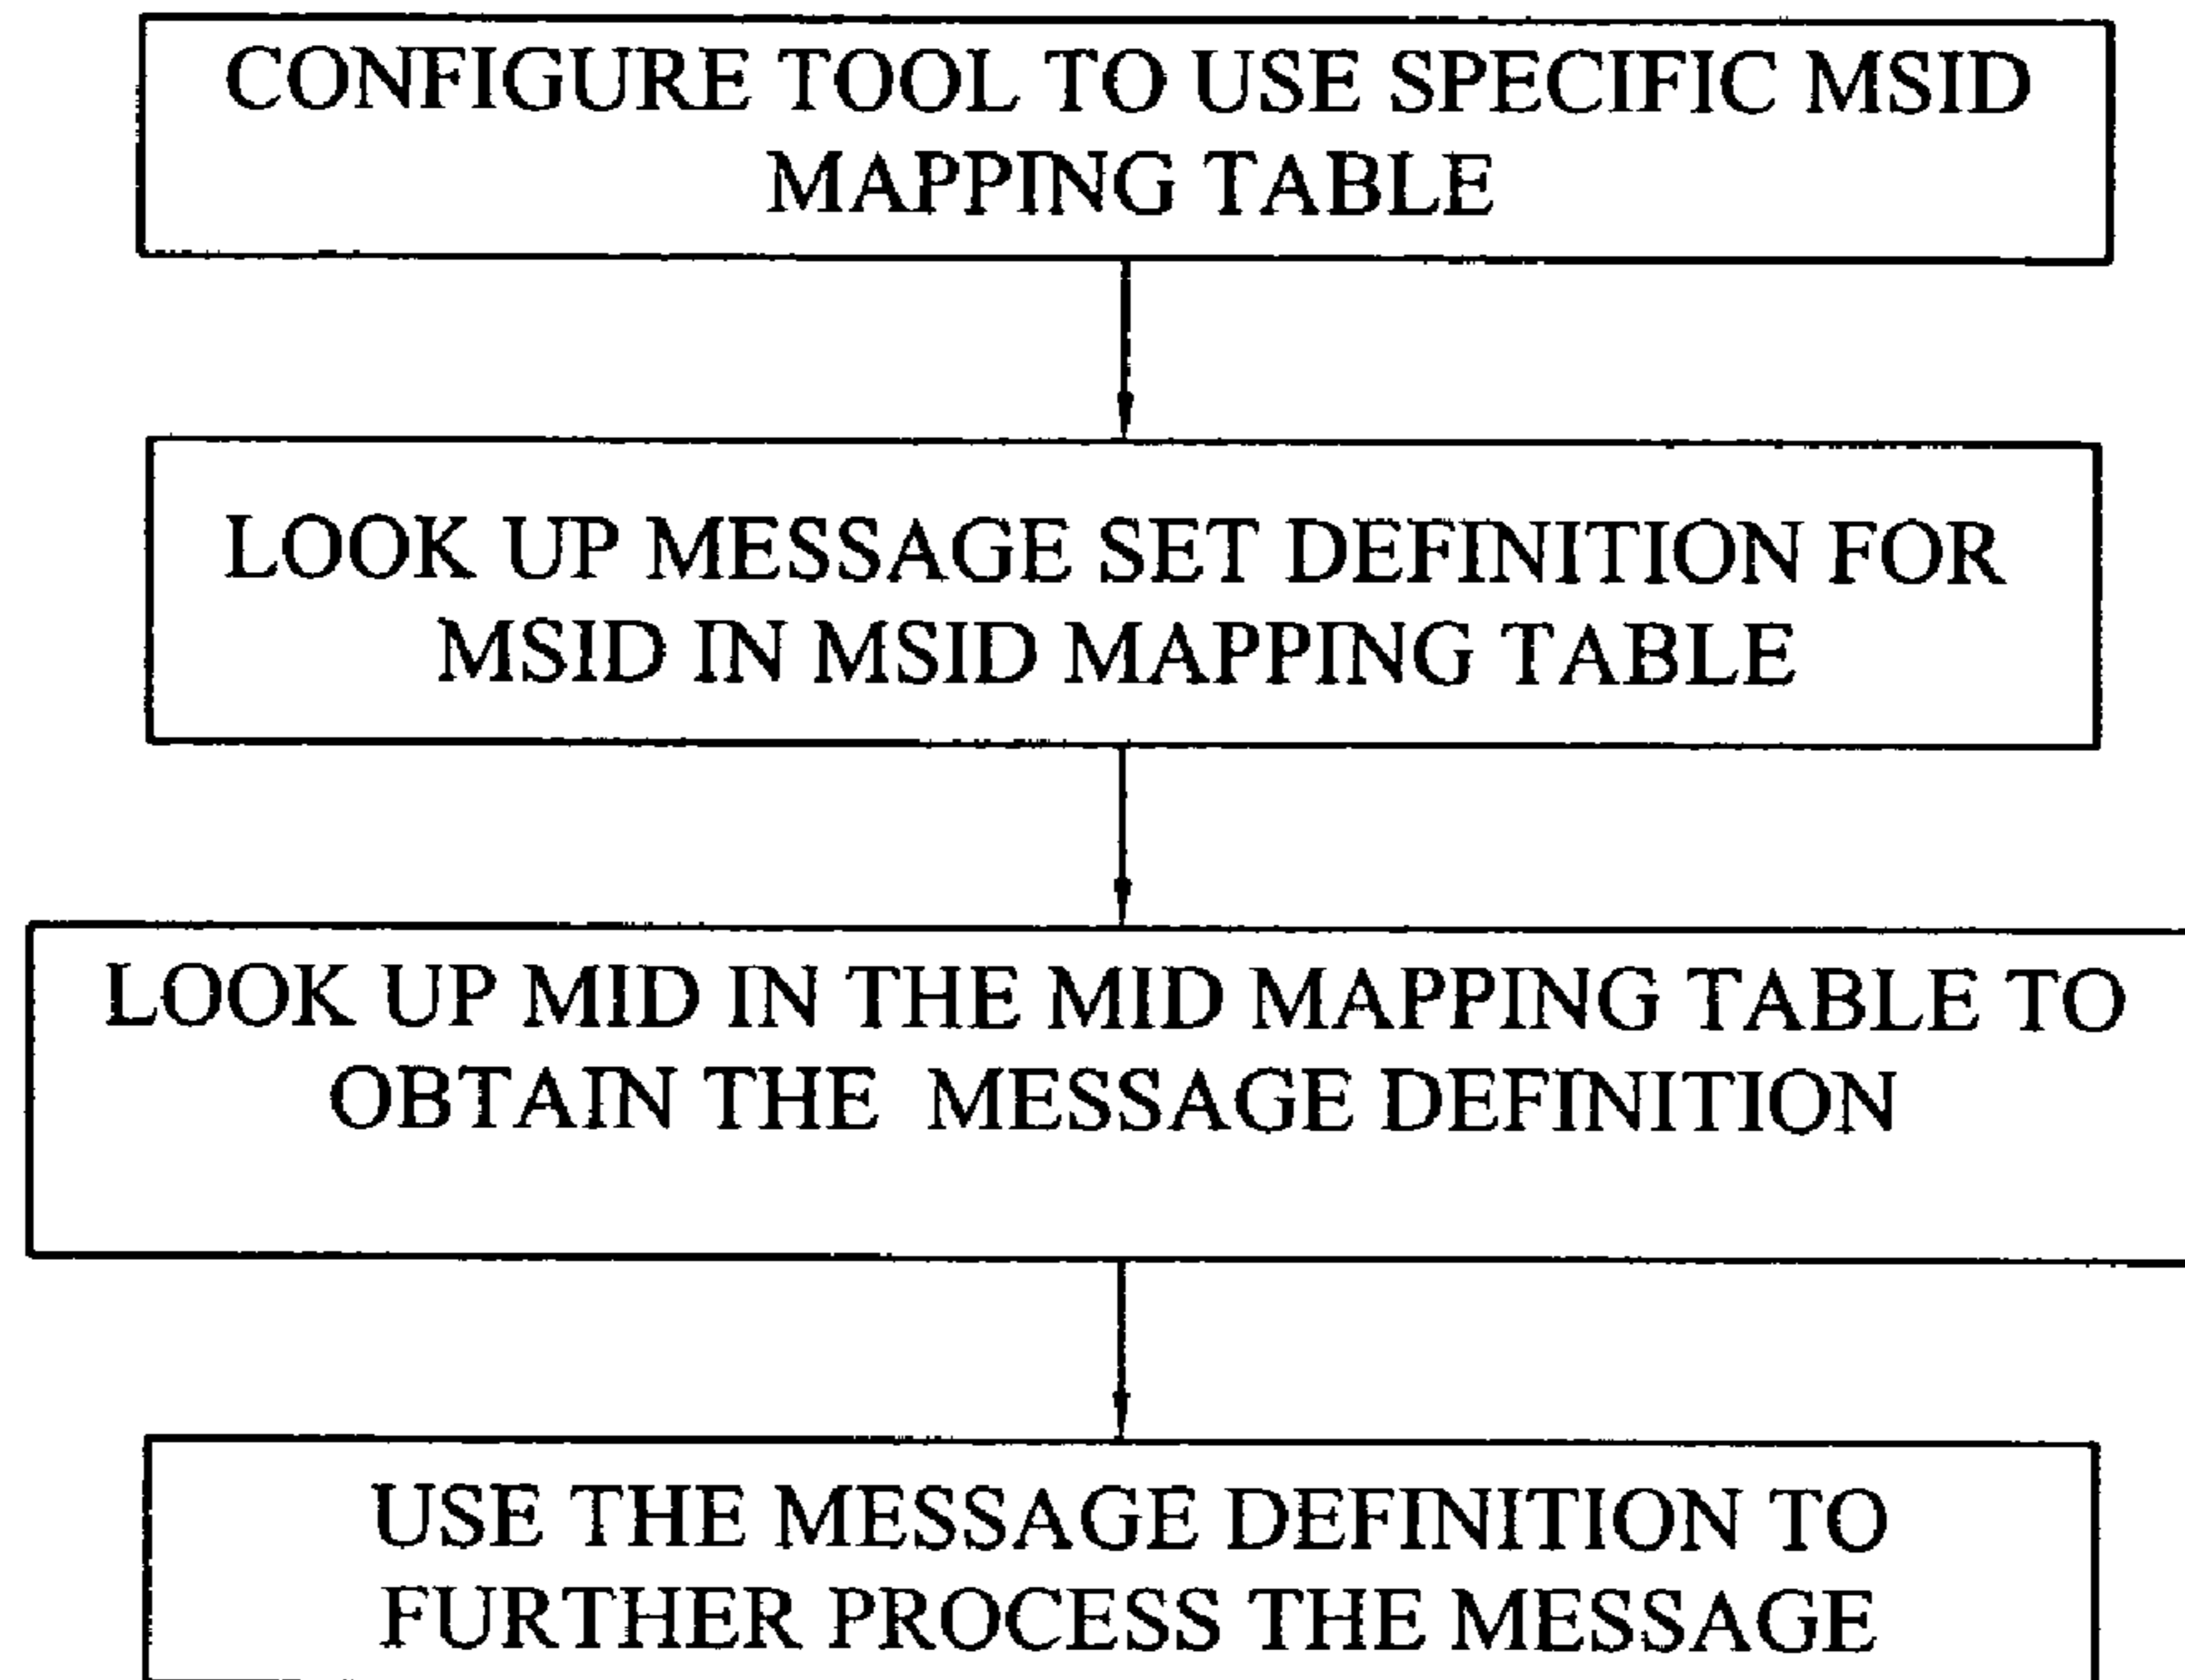 CONFIGURE TOOL TO USE SPECIFIC MSID
MAPPING TABLE
LOOK UP MESSAGE SET DEFINITION FOR
MSID IN MSID MAPPING TABLE
LOOK UP MID IN THE MID MAPPING TABLE TO
OBTAIN THE MESSAGE DEFINITION
USE THE MESSAGE DEFINITION TO
FURTHER PROCESS THE MESSAGE